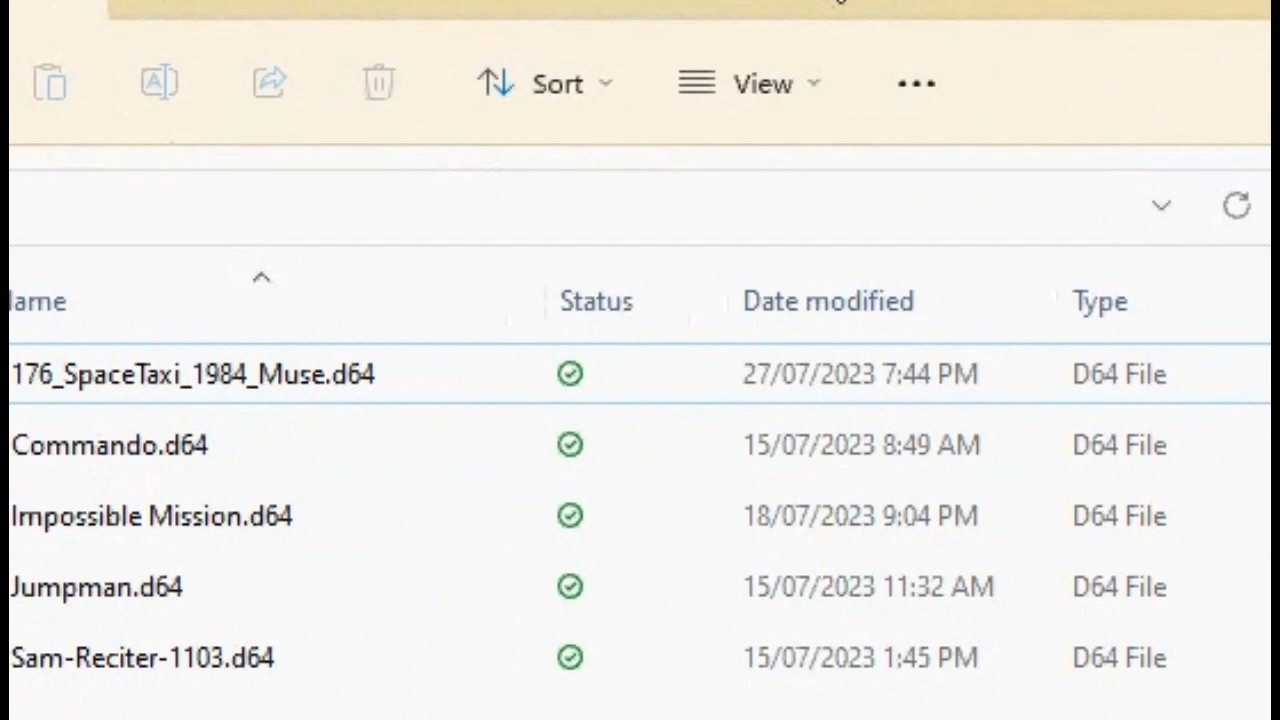 Sort View
Name Status Date modified Type
176_SpaceTaxi_1984_Muse.d64 27/07/2023 7:44 PM D64 File
Commando.d64 15/07/2023 8:49 AM D64 File
Impossible Mission.d64 18/07/2023 9:04 PM D64 File
Jumpman.d64 15/07/2023 11:32 AM D64 File
Sam-Reciter-1103.d64 15/07/2023 1:45 PM D64 File